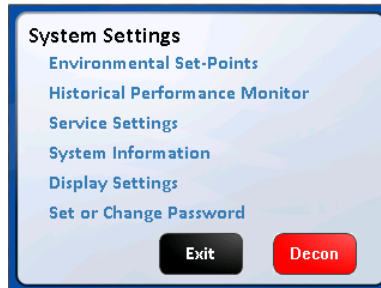 System Settings
Environmental Set-Points
Historical Performance Monitor
Service Settings
System Information
Display Settings
Set or Change Password
Exit Decon